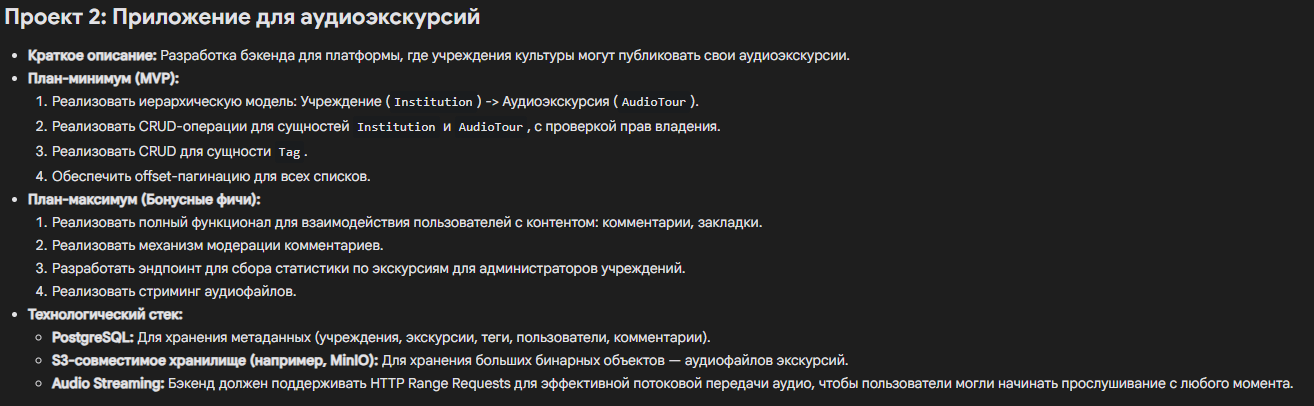 Проект 2: Приложение для аудиоэкскурсий
• Краткое описание: Разработка бэкенда для платформы, где учреждения культуры могут публиковать свои аудиоэкскурсии.
• План-минимум (MVP):
1. Реализовать иерархическую модель: Учреждение ( Institution ) -> Аудиоэкскурсия ( AudioTour ).
2. Реализовать CRUD-операции для сущностей Institution и AudioTour , с проверкой прав владения.
3. Реализовать CRUD для сущности Tag .
4. Обеспечить offset-пагинацию для всех списков.
• План-максимум (Бонусные фичи):
1. Реализовать полный функционал для взаимодействия пользователей с контентом: комментарии, закладки.
2. Реализовать механизм модерации комментариев.
3. Разработать эндпоинт для сбора статистики по экскурсиям для администраторов учреждений.
4. Реализовать стриминг аудиофайлов.
• Технологический стек:
○ PostgreSQL: Для хранения метаданных (учреждения, экскурсии, теги, пользователи, комментарии).
○ S3-совместимое хранилище (например, MinIO): Для хранения больших бинарных объектов — аудиофайлов экскурсий.
○ Audio Streaming: Бэкенд должен поддерживать HTTP Range Requests для эффективной потоковой передачи аудио, чтобы пользователи могли начинать прослушивание с любого момента.